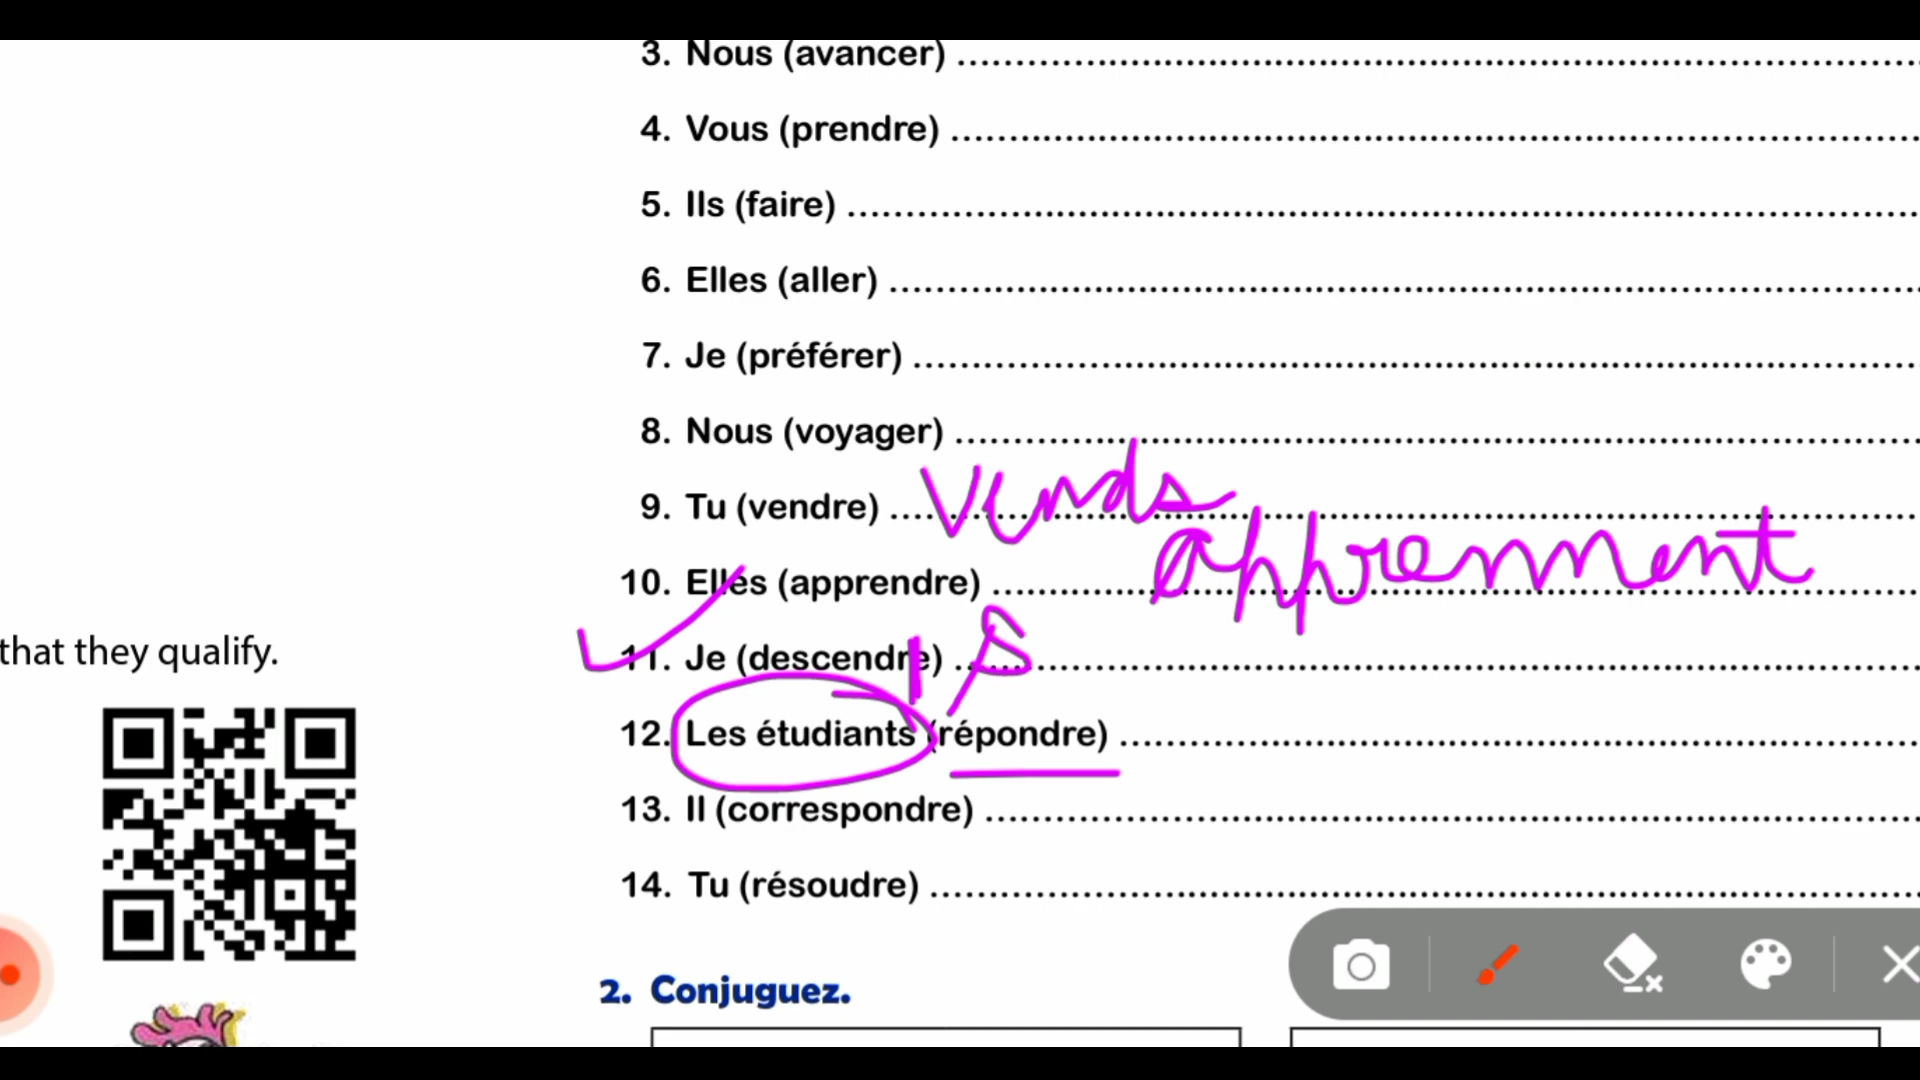 3. Nous (avancer) ..........
4. Vous (prendre) ..........
5. Ils (faire) ..........
6. Elles (aller) ..........
7. Je (préférer) ..........
8. Nous (voyager) ..........
9. Tu (vendre) .......... vends
10. Elles (apprendre) .......... apprennent
that they qualify.
11. Je (descendre) .......... s
12. Les étudiants (répondre) ..........
13. Il (correspondre) ..........
14. Tu (résoudre) ..........
2. Conjuguez.